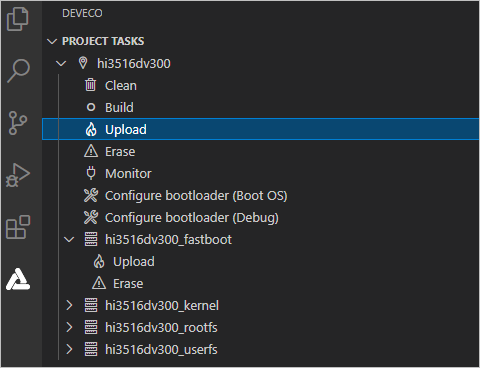 DEVECO
PROJECT TASKS
hi3516dv300
Clean
Build
Upload
Erase
Monitor
Configure bootloader (Boot OS)
Configure bootloader (Debug)
hi3516dv300_fastboot
Upload
Erase
hi3516dv300_kernel
hi3516dv300_rootfs
hi3516dv300_userfs